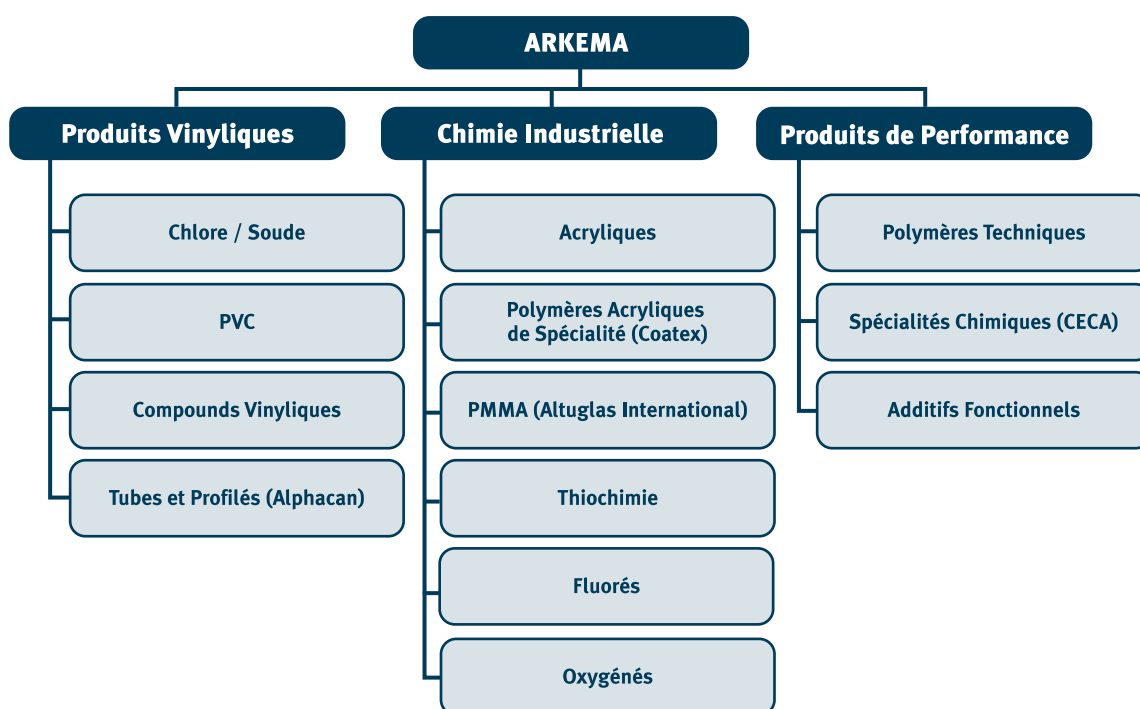 ARKEMA
Produits Vinyliques
Chlore / Soude
PVC
Compounds Vinyliques
Tubes et Profilés (Alphacan)
Chimie Industrielle
Acryliques
Polymères Acryliques
de Spécialité (Coatex)
PMMA (Altuglas International)
Thiochimie
Fluorés
Oxygénés
Produits de Performance
Polymères Techniques
Spécialités Chimiques (CECA)
Additifs Fonctionnels